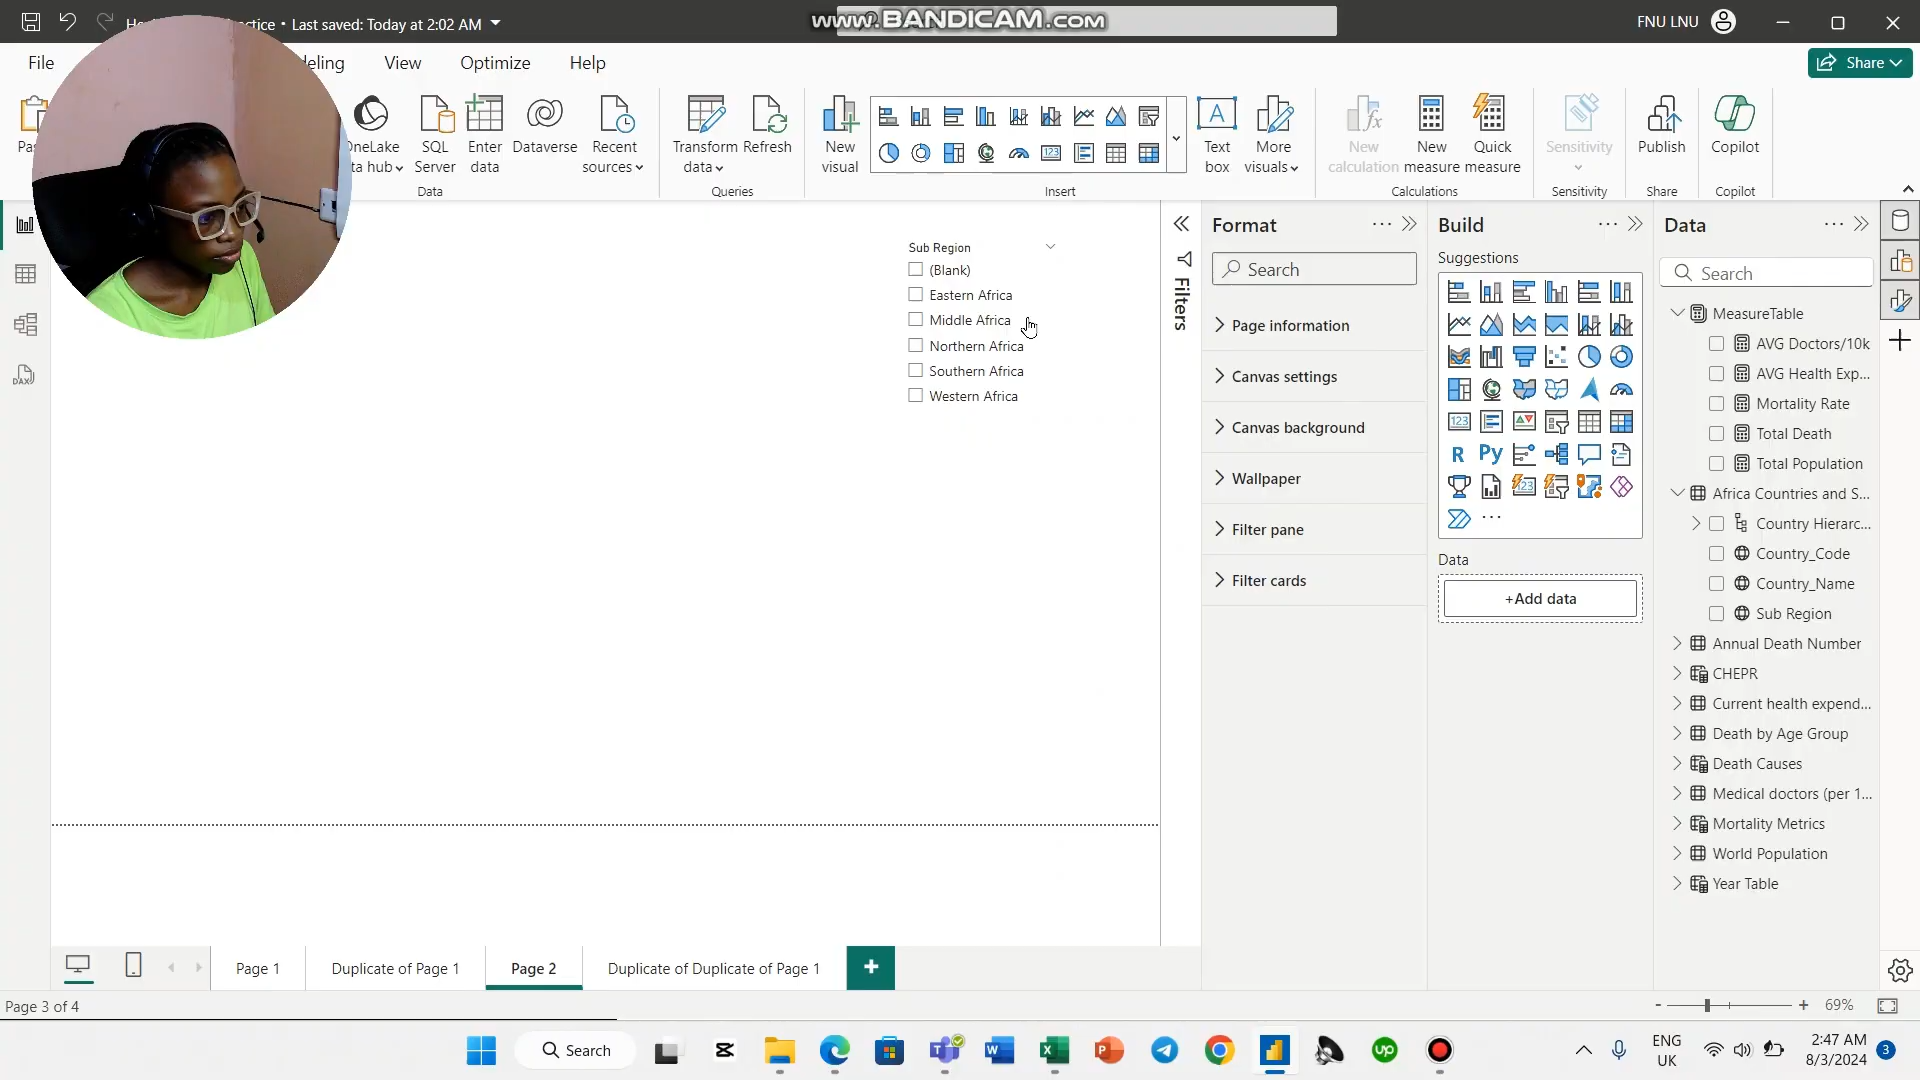 ctice • Last saved: Today at 2:02 AM
www.BANDICAM.com
FNU LNU
File
View
Optimize
Help
Share
OneLake
SQL
Server
Enter
data
Dataverse
Recent
sources
Data
Transform
data
Refresh
Queries
New
visual
Text
box
More
visuals
Insert
New
calculation
New
measure
Quick
measure
Calculations
Sensitivity
Sensitivity
Publish
Share
Copilot
Copilot
Sub Region
(Blank)
Eastern Africa
Middle Africa
Northern Africa
Southern Africa
Western Africa
Filters
Format
Search
Page information
Canvas settings
Canvas background
Wallpaper
Filter pane
Filter cards
Build
Suggestions
R
Py
Data
+Add data
Data
Search
MeasureTable
AVG Doctors/10k
AVG Health Exp...
Mortality Rate
Total Death
Total Population
Africa Countries and S...
Country Hierarc...
Country_Code
Country_Name
Sub Region
Annual Death Number
CHEPR
Current health expend...
Death by Age Group
Death Causes
Medical doctors (per 1...
Mortality Metrics
World Population
Year Table
Page 1
Duplicate of Page 1
Page 2
Duplicate of Duplicate of Page 1
Page 3 of 4
69%
Search
ENG
UK
2:47 AM
8/3/2024
3